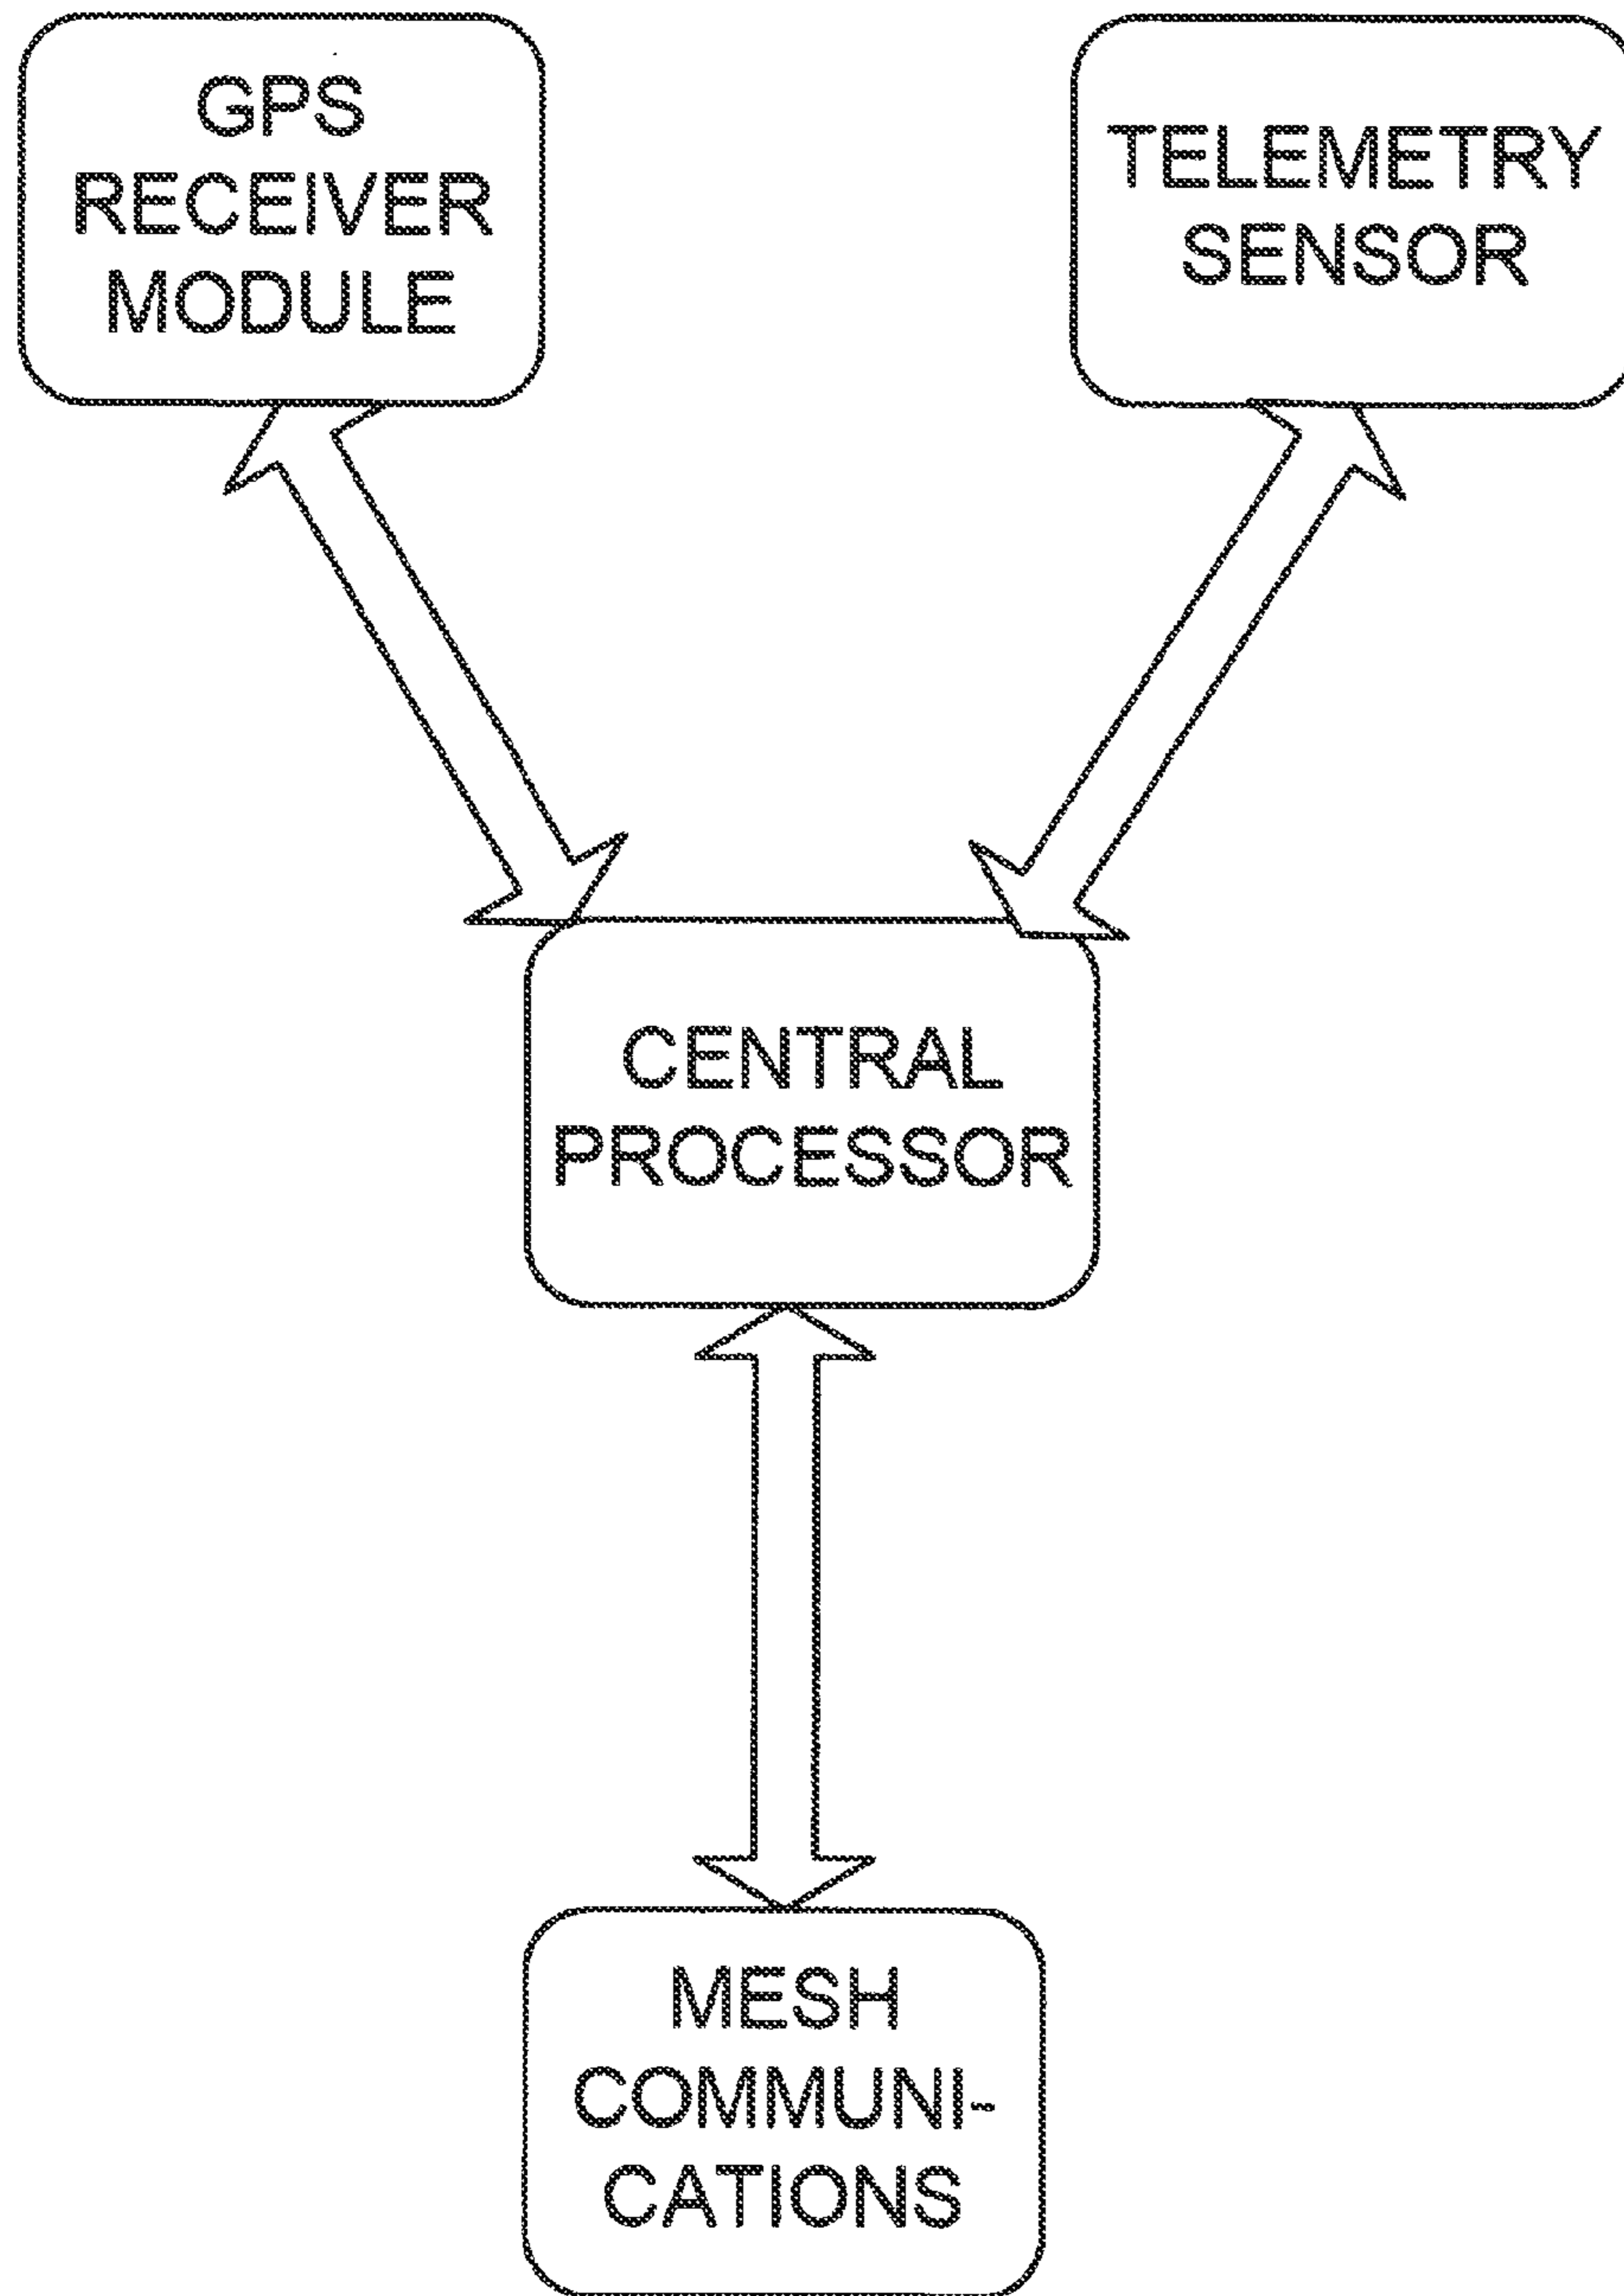 GPS
RECEIVER
MODULE
TELEMETRY
SENSOR
CENTRAL
PROCESSOR
MESH
COMMUNI-
CATIONS